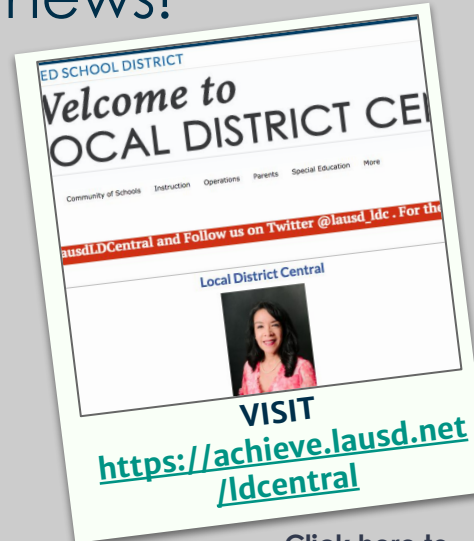 news!
ED SCHOOL DISTRICT
Welcome to
OCAL DISTRICT CE
Community of Schools Instruction Operations Parents Special Education More
ausdLDCentral and Follow us on Twitter @lausd_ldc . For the
Local District Central
VISIT
https://achieve.lausd.net
/ldcentral
Click here to